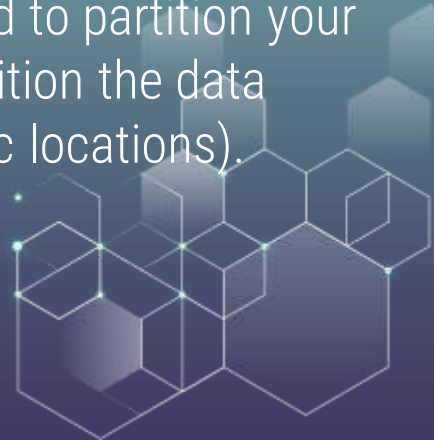 d to partition your
ition the data
c locations).